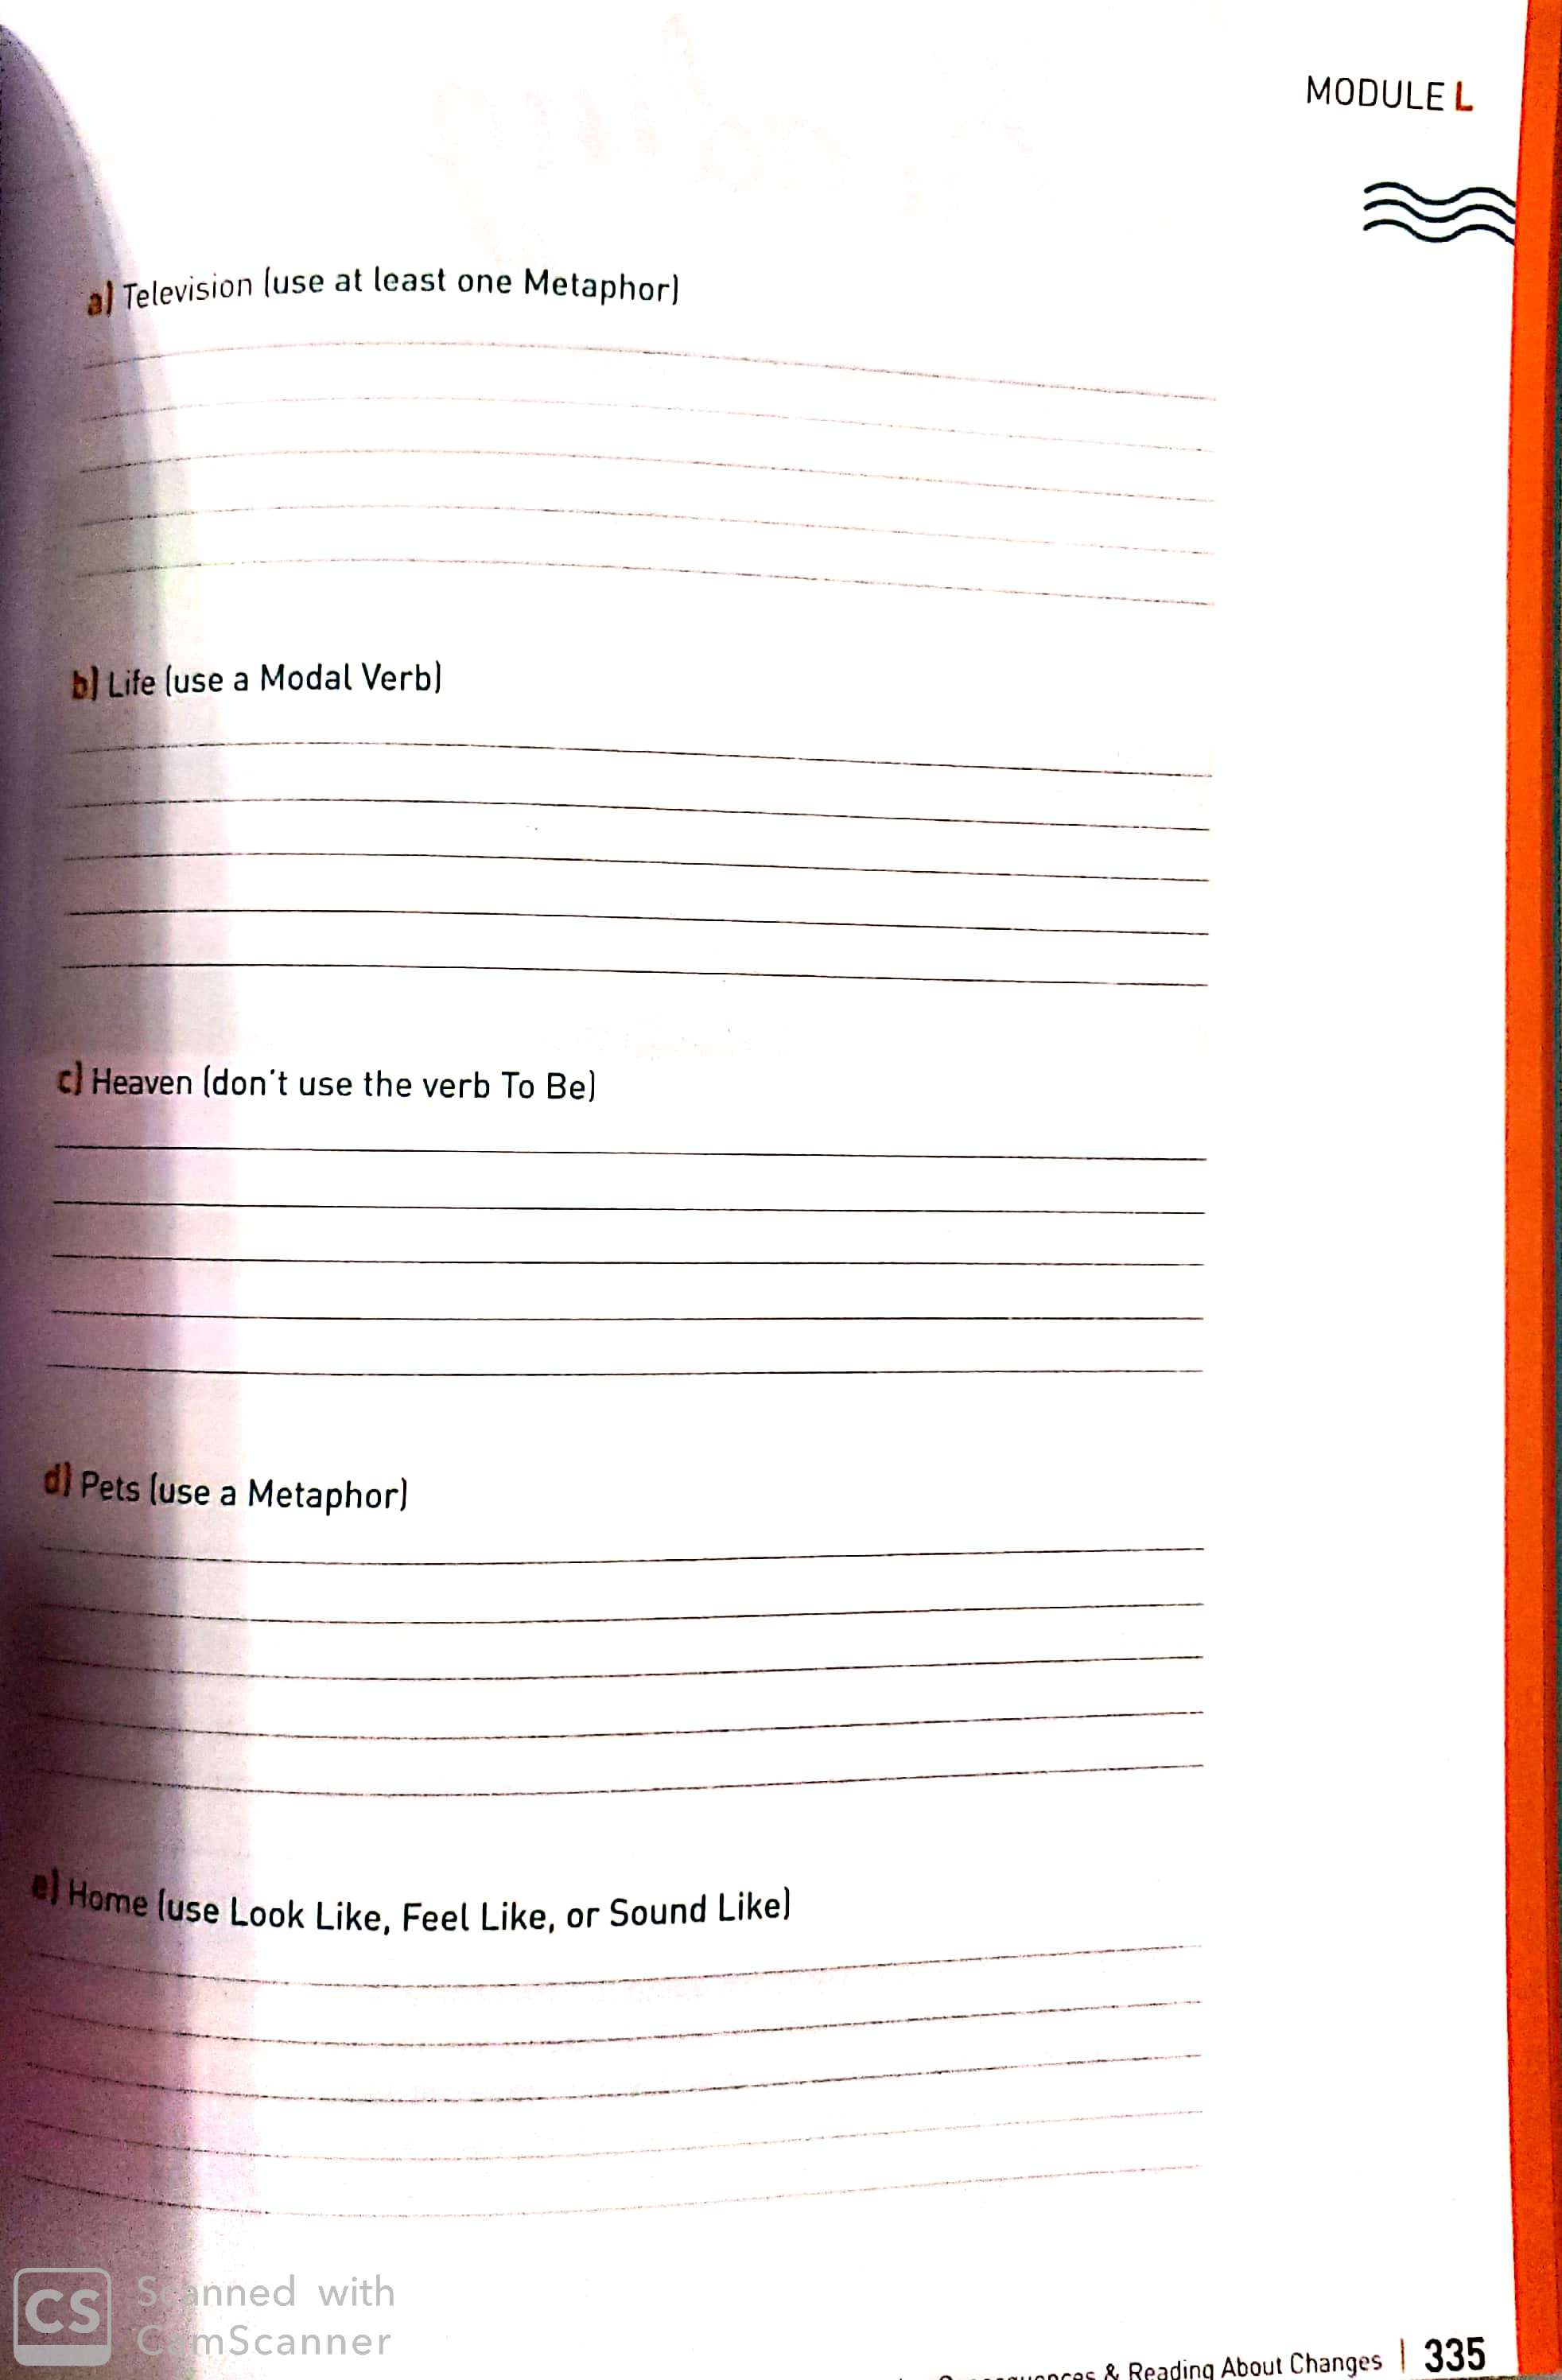 MODULE L
a) Television (use at least one Metaphor)
b) Life (use a Modal Verb)
c) Heaven (don't use the verb To Be)
d) Pets (use a Metaphor)
e) Home (use Look Like, Feel Like, or Sound Like)
& Reading About Changes | 335
CS Scanned with
CamScanner